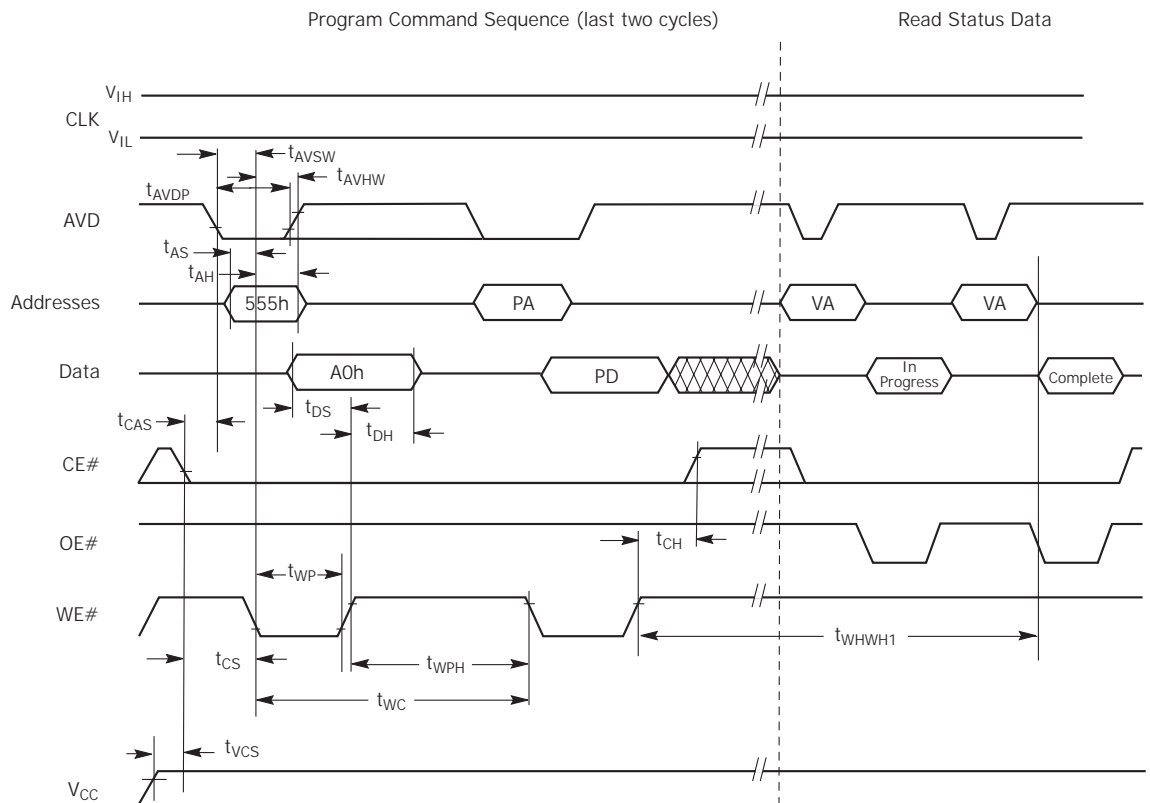 Program Command Sequence (last two cycles)
Read Status Data
VIH
CLK
VIL
tAVSW
tAVHW
tAVDP
AVD
tAS
tAH
Addresses
555h
PA
VA
VA
Data
A0h
PD
In
Progress
Complete
tDS
tCAS
tDH
CE#
OE#
tCH
tWP
WE#
tWHWH1
tCS
tWPH
tWC
tVCS
VCC